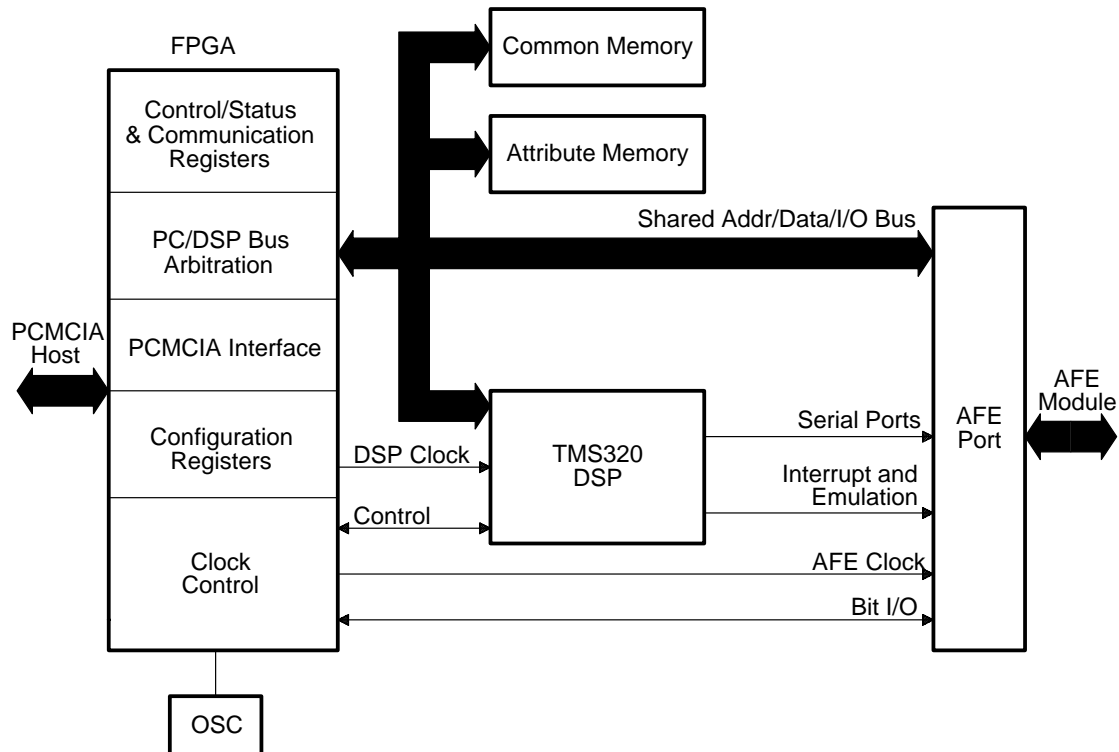 FPGA
Control/Status
& Communication
Registers
PC/DSP Bus
Arbitration
PCMCIA Interface
Configuration
Registers
Clock
Control
OSC
PCMCIA
Host
Common Memory
Attribute Memory
Shared Addr/Data/I/O Bus
DSP Clock
Control
TMS320
DSP
Serial Ports
Interrupt and
Emulation
AFE Clock
Bit I/O
AFE
Port
AFE
Module